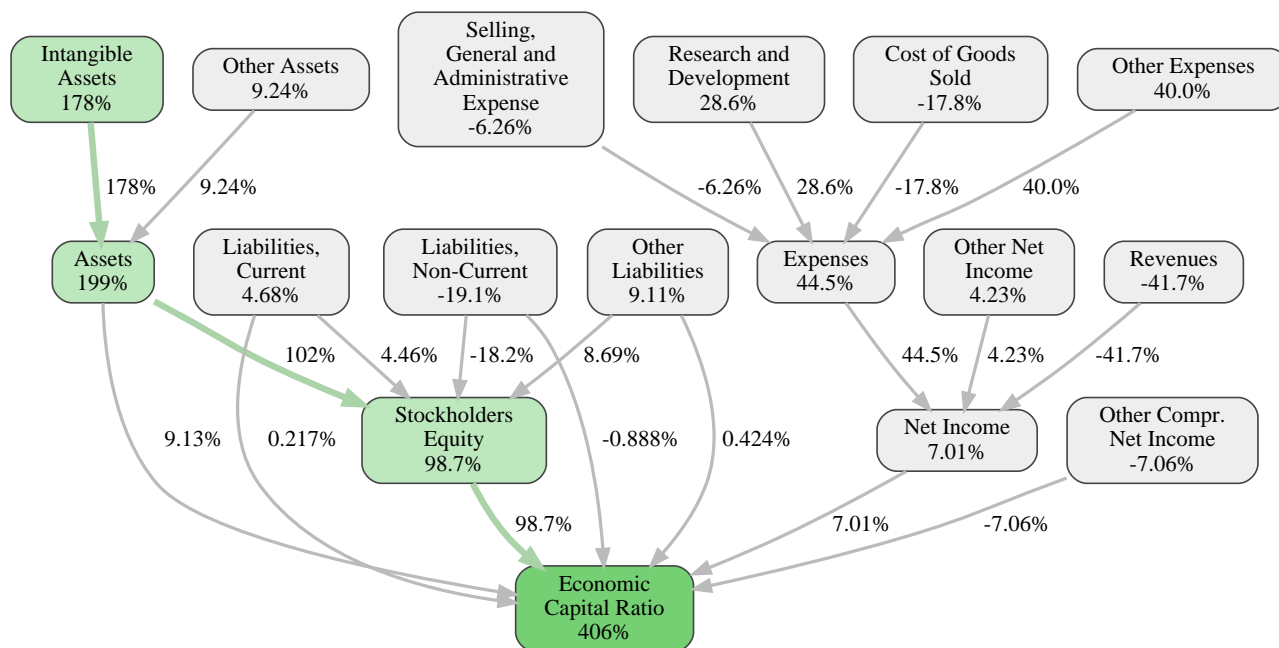 Intangible
Assets
178%
Other Assets
9.24%
Selling,
General and
Administrative
Expense
-6.26%
Research and
Development
28.6%
Cost of Goods
Sold
-17.8%
Other Expenses
40.0%
178%
9.24%
-6.26%
28.6%
-17.8%
40.0%
Assets
199%
Liabilities,
Current
4.68%
Liabilities,
Non-Current
-19.1%
Other
Liabilities
9.11%
Expenses
44.5%
Other Net
Income
4.23%
Revenues
-41.7%
102%
4.46%
-18.2%
8.69%
44.5%
4.23%
-41.7%
9.13%
0.217%
Stockholders
Equity
98.7%
-0.888%
0.424%
Net Income
7.01%
Other Compr.
Net Income
-7.06%
98.7%
7.01%
-7.06%
Economic
Capital Ratio
406%